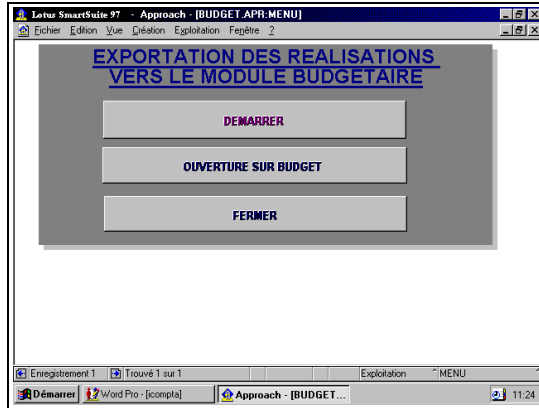 Lotus SmartSuite 97 - Approach - [BUDGET.APR:MENU]
Fichier Edition Vue Création Exploitation Fenêtre ?
EXPORTATION DES REALISATIONS
VERS LE MODULE BUDGETAIRE
DEMARRER
OUVERTURE SUR BUDGET
FERMER
Enregistrement 1 Trouvé 1 sur 1 Exploitation MENU
Démarrer Word Pro - [icompta] Approach - [BUDGET... 11:24